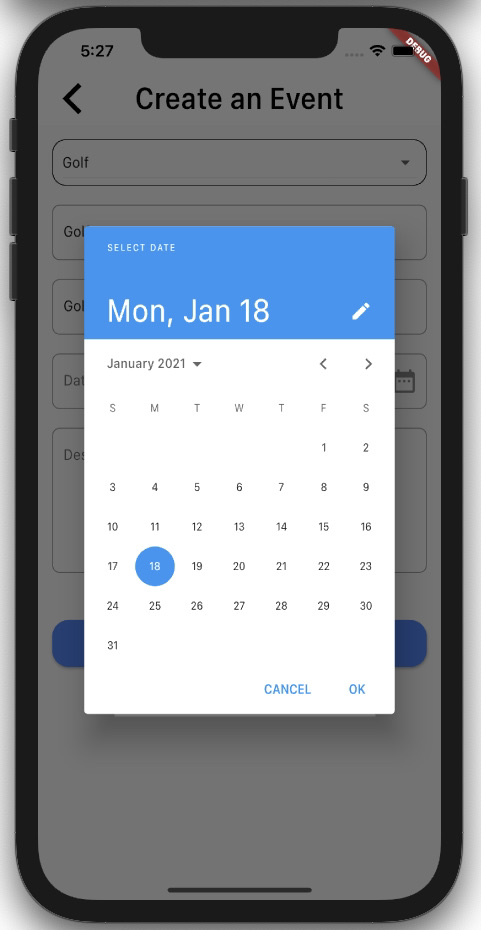 5:27
DEBUG
Create an Event
Golf
Gol
Gol
Dat
Des
SELECT DATE
Mon, Jan 18
January 2021
S M T W T F S
1 2
3 4 5 6 7 8 9
10 11 12 13 14 15 16
17 18 19 20 21 22 23
24 25 26 27 28 29 30
31
CANCEL OK